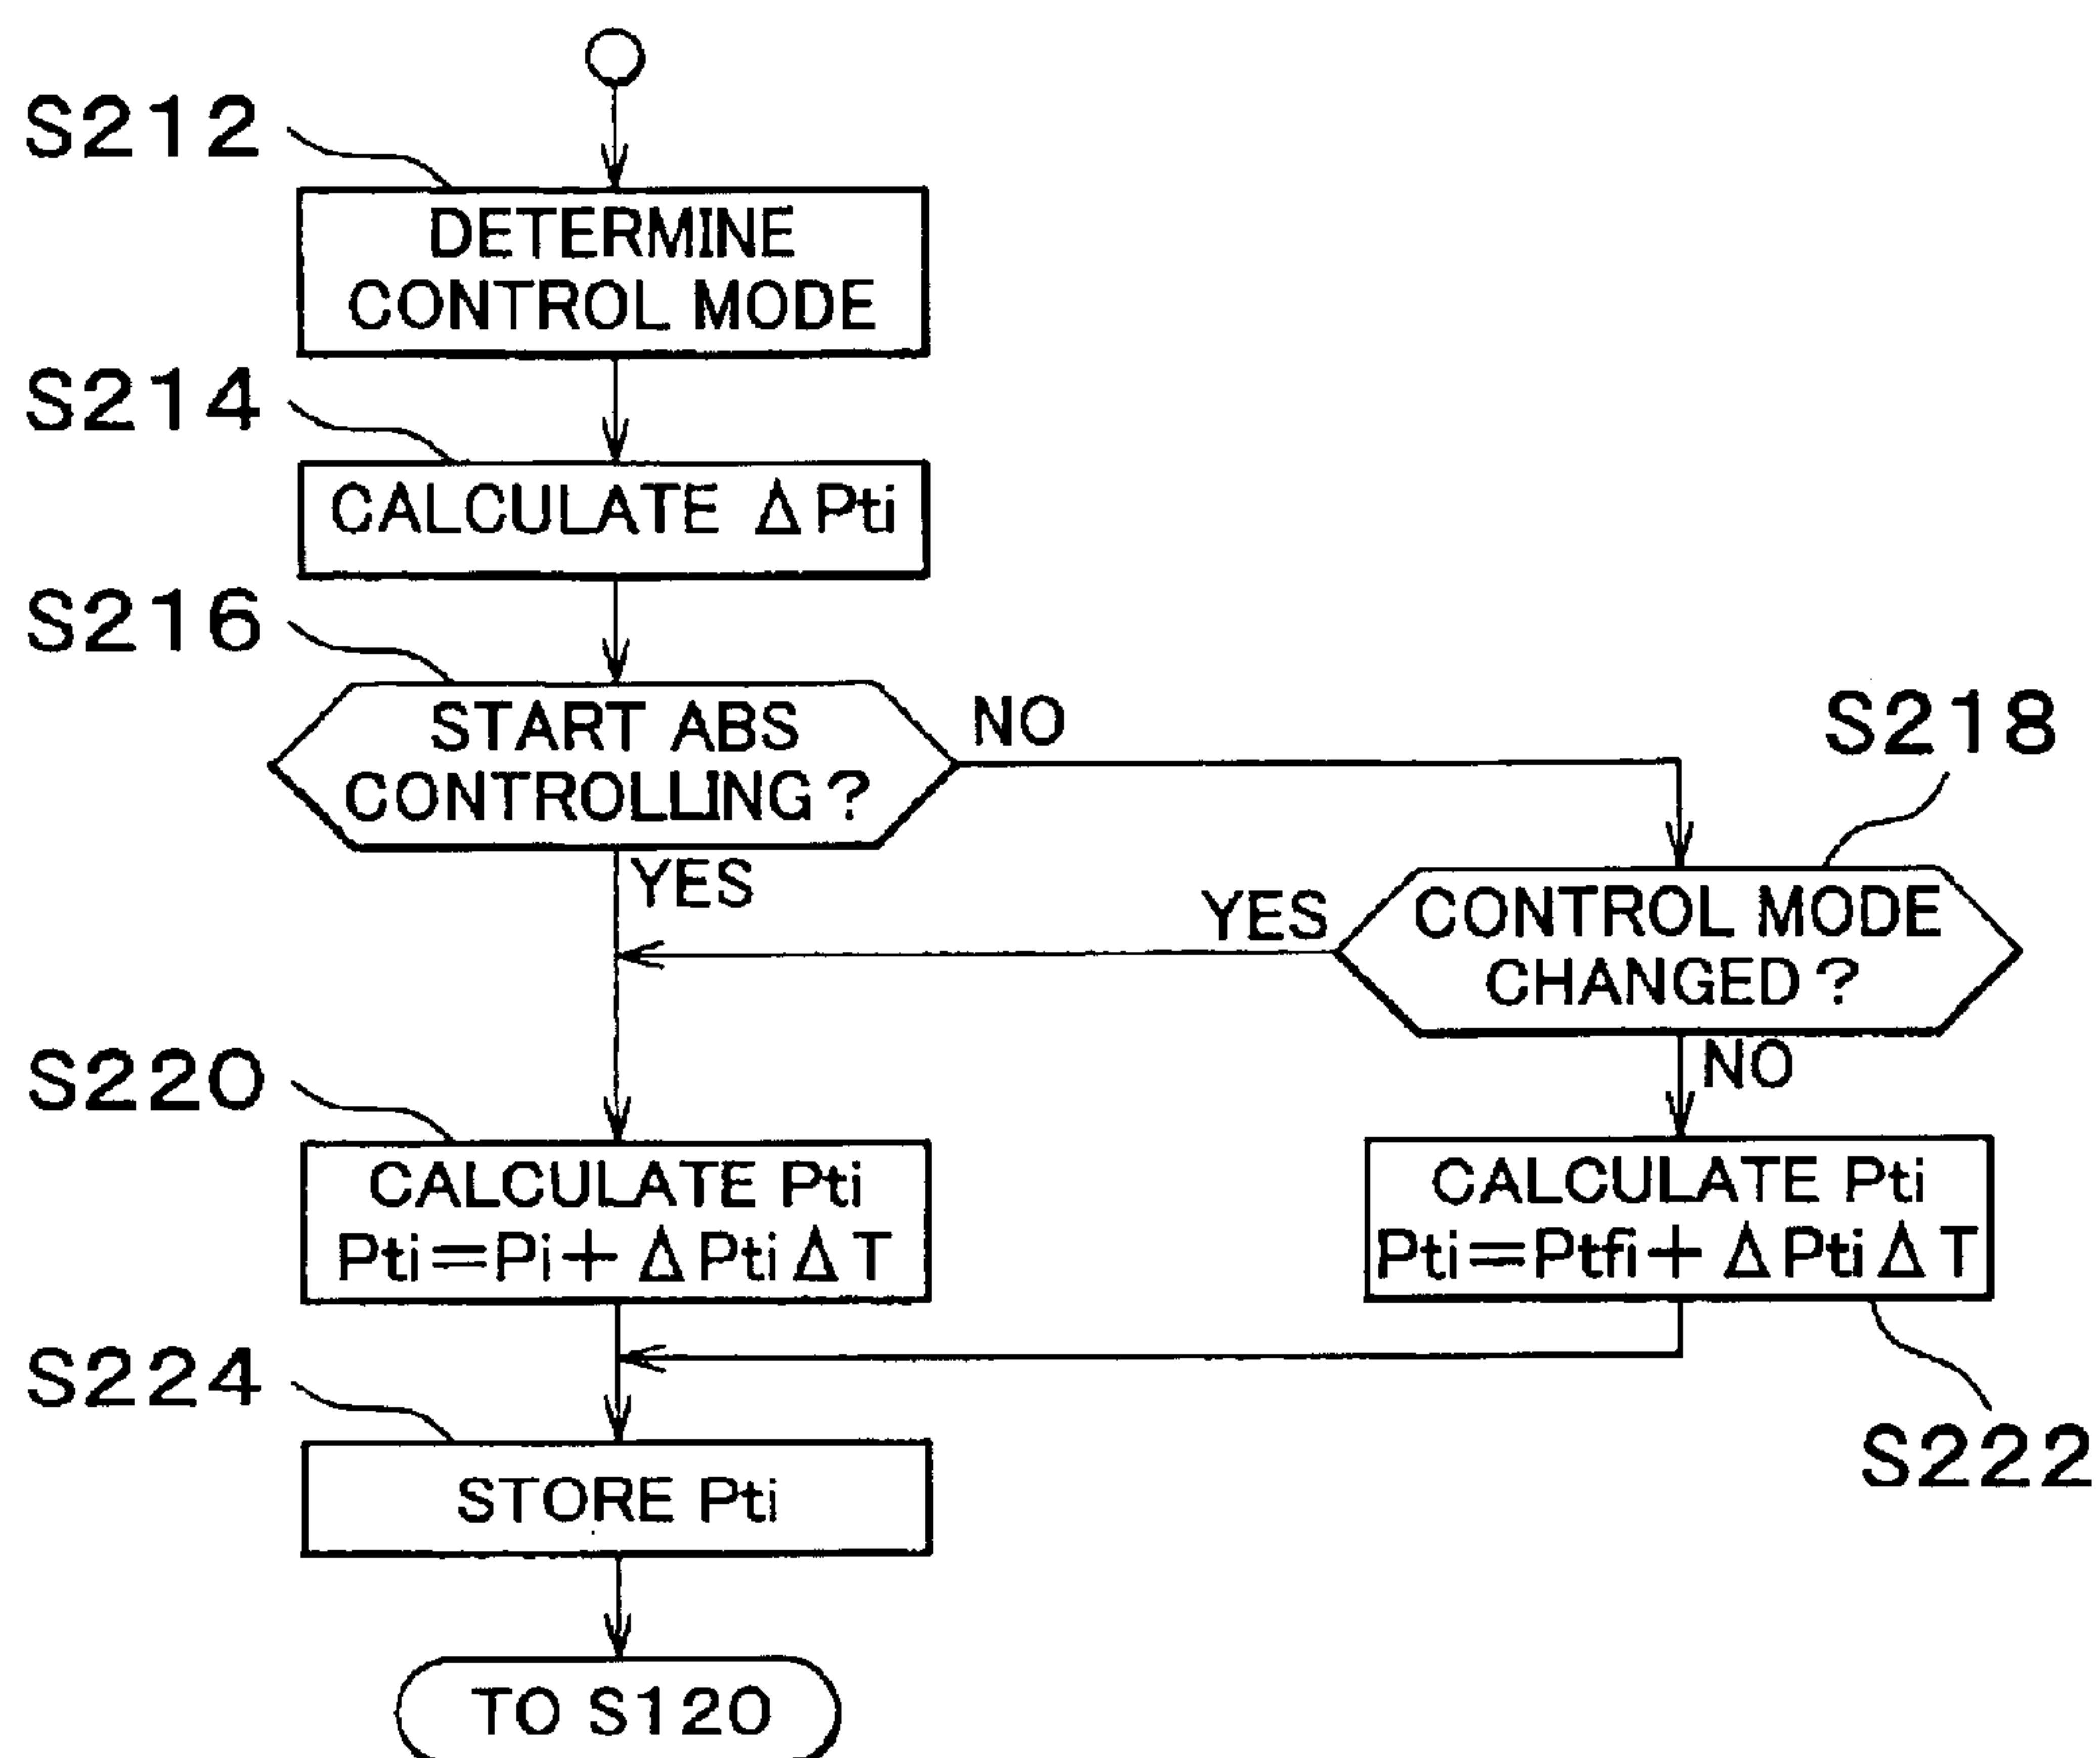 S212
DETERMINE
CONTROL MODE
S214
CALCULATE ΔPti
S216
START ABS
CONTROLLING?
NO
YES
S218
CONTROL MODE
CHANGED?
YES
NO
S220
CALCULATE Pti
Pti=Pi+ΔPtiΔT
CALCULATE Pti
Pti=Ptfi+ΔPtiΔT
S222
S224
STORE Pti
TO S120